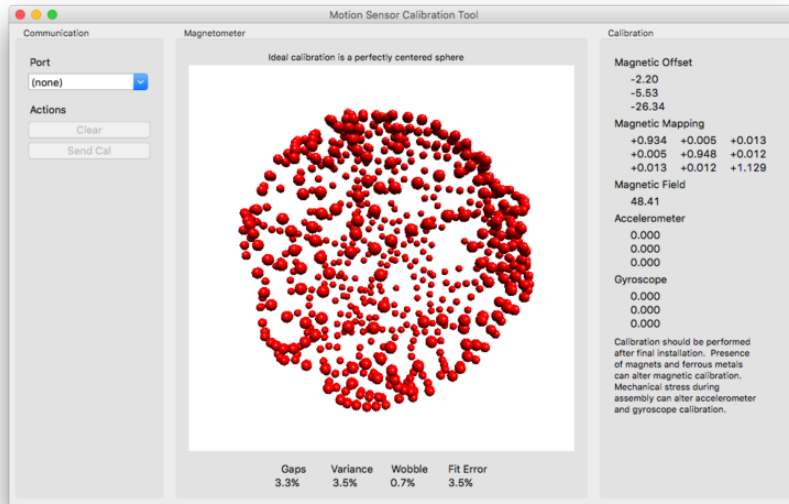 Motion Sensor Calibration Tool
Communication
Port
(none)
Actions
Clear
Send Cal
Magnetometer
Ideal calibration is a perfectly centered sphere
Gaps Variance Wobble Fit Error
3.3% 3.5% 0.7% 3.5%
Calibration
Magnetic Offset
-2.20
-5.53
-26.34
Magnetic Mapping
+0.934 +0.005 +0.013
+0.005 +0.948 +0.012
+0.013 +0.012 +1.129
Magnetic Field
48.41
Accelerometer
0.000
0.000
0.000
Gyroscope
0.000
0.000
0.000
Calibration should be performed
after final installation. Presence
of magnets and ferrous metals
can alter magnetic calibration.
Mechanical stress during
assembly can alter accelerometer
and gyroscope calibration.